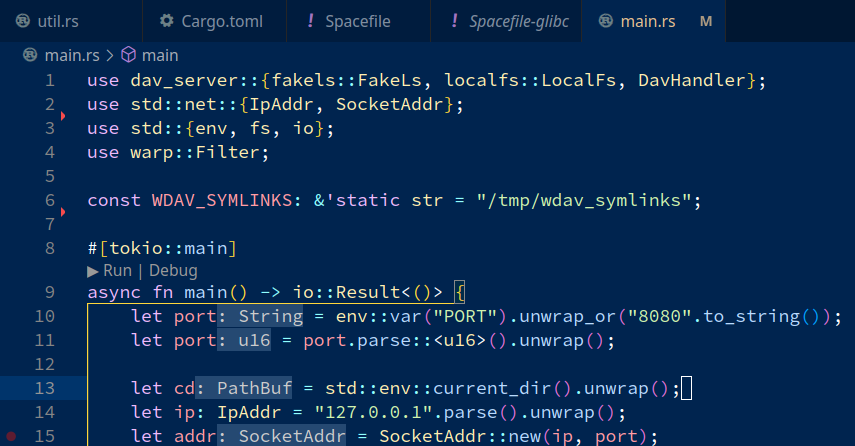 util.rs Cargo.toml ! Spacefile ! Spacefile-glibc main.rs M
main.rs > main
1 use dav_server::{fakels::FakeLs, localfs::LocalFs, DavHandler};
2 use std::net::{IpAddr, SocketAddr};
3 use std::{env, fs, io};
4 use warp::Filter;
5
6 const WDAV_SYMLINKS: &'static str = "/tmp/wdav_symlinks";
7
8 #[tokio::main]
▶ Run | Debug
9 async fn main() -> io::Result<()> {
10 let port: String = env::var("PORT").unwrap_or("8080".to_string());
11 let port: u16 = port.parse::<u16>().unwrap();
12
13 let cd: PathBuf = std::env::current_dir().unwrap();
14 let ip: IpAddr = "127.0.0.1".parse().unwrap();
15 let addr: SocketAddr = SocketAddr::new(ip, port);